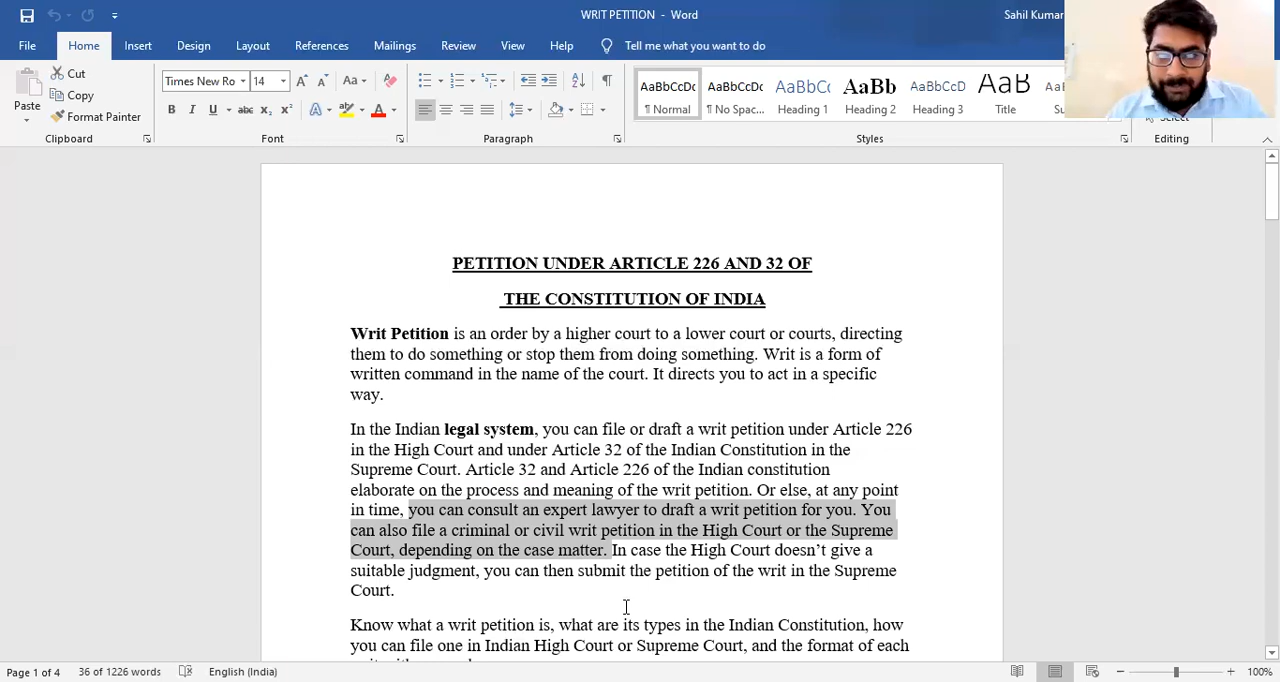 WRIT PETITION - Word
Sahil Kumar
File Home Insert Design Layout References Mailings Review View Help Tell me what you want to do
Paste
Cut
Copy
Format Painter
Clipboard
Times New Ro 14
Aa
B I U abc x₂ x²
A A
Font
Paragraph
AaBbCcDc AaBbCcDc AaBbCc AaBb AaBbCcD AaB
¶ Normal ¶ No Spac... Heading 1 Heading 2 Heading 3 Title
Styles
Select
Editing
PETITION UNDER ARTICLE 226 AND 32 OF
THE CONSTITUTION OF INDIA
Writ Petition is an order by a higher court to a lower court or courts, directing
them to do something or stop them from doing something. Writ is a form of
written command in the name of the court. It directs you to act in a specific
way.
In the Indian legal system, you can file or draft a writ petition under Article 226
in the High Court and under Article 32 of the Indian Constitution in the
Supreme Court. Article 32 and Article 226 of the Indian constitution
elaborate on the process and meaning of the writ petition. Or else, at any point
in time, you can consult an expert lawyer to draft a writ petition for you. You
can also file a criminal or civil writ petition in the High Court or the Supreme
Court, depending on the case matter. In case the High Court doesn’t give a
suitable judgment, you can then submit the petition of the writ in the Supreme
Court.
Know what a writ petition is, what are its types in the Indian Constitution, how
you can file one in Indian High Court or Supreme Court, and the format of each
Page 1 of 4 36 of 1226 words English (India) 100%